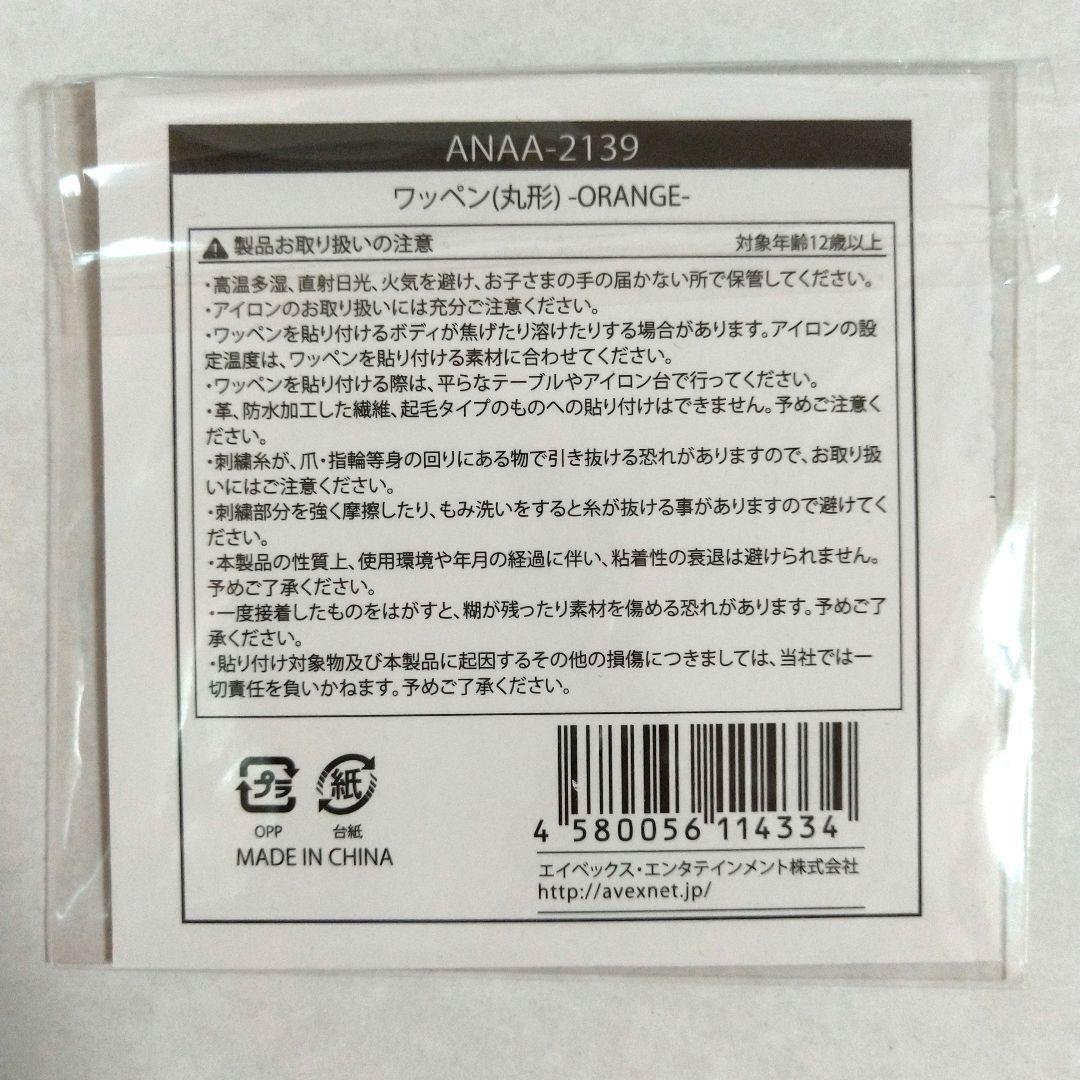 ANAA-2139
ワッペン(丸形) -ORANGE-
製品お取り扱いの注意 対象年齢12歳以上
・高温多湿、直射日光、火気を避け、お子さまの手の届かない所で保管してください。
・アイロンのお取り扱いには充分ご注意ください。
・ワッペンを貼り付けるボディが焦げたり溶けたりする場合があります。アイロンの設
定温度は、ワッペンを貼り付ける素材に合わせてください。
・ワッペンを貼り付ける際は、平らなテーブルやアイロン台で行ってください。
・革、防水加工した繊維、起毛タイプのものへの貼り付けはできません。予めご注意く
ださい。
・刺繍糸が、爪・指輪等身の回りにある物で引き抜ける恐れがありますので、お取り扱
いにはご注意ください。
・刺繍部分を強く摩擦したり、もみ洗いをすると糸が抜ける事がありますので避けてく
ださい。
・本製品の性質上、使用環境や年月の経過に伴い、粘着性の衰退は避けられません。
予めご了承ください。
・一度接着したものをはがすと、糊が残ったり素材を傷める恐れがあります。予めご了
承ください。
・貼り付け対象物及び本製品に起因するその他の損傷につきましては、当社では一
切責任を負いかねます。予めご了承ください。
プラ 紙
OPP 台紙
MADE IN CHINA
4 580056 114334
エイベックス・エンタテインメント株式会社
http://avexnet.jp/